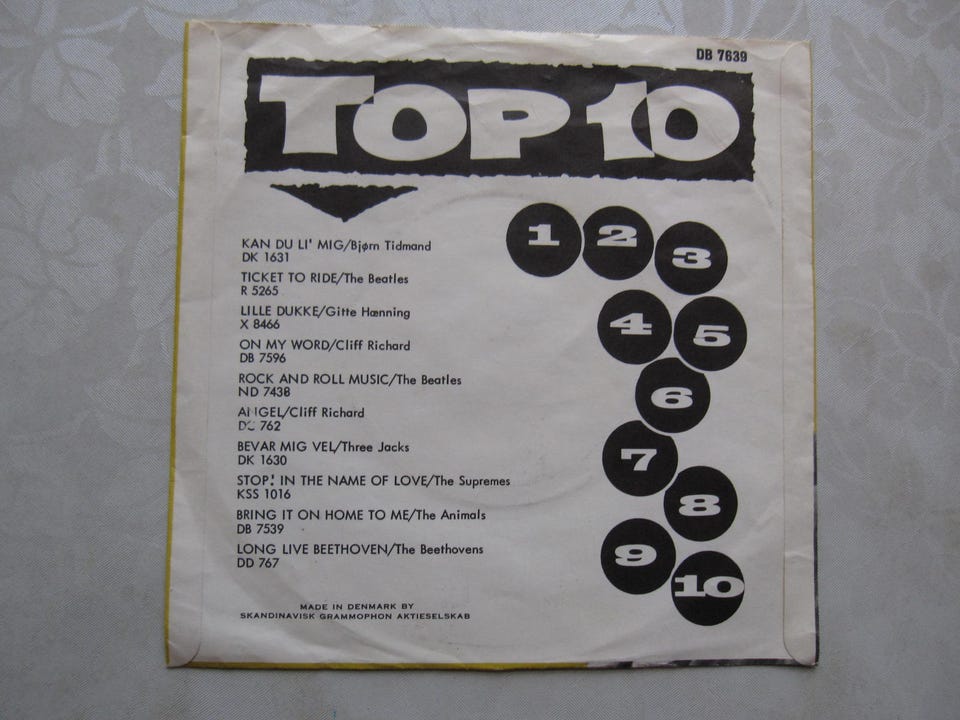 DB 7639
TOP 10
KAN DU LI' MIG/Bjørn Tidmand
DK 1631
TICKET TO RIDE/The Beatles
R 5265
LILLE DUKKE/Gitte Hænning
X 8466
ON MY WORD/Cliff Richard
DB 7596
ROCK AND ROLL MUSIC/The Beatles
ND 7438
ANGEL/Cliff Richard
762
BEVAR MIG VEL/Three Jacks
DK 1630
STOP! IN THE NAME OF LOVE/The Supremes
KSS 1016
BRING IT ON HOME TO ME/The Animals
DB 7539
LONG LIVE BEETHOVEN/The Beethovens
DD 767
MADE IN DENMARK BY
SKANDINAVISK GRAMMOPHON AKTIESELSKAB
1
2
3
4
5
6
7
8
9
10